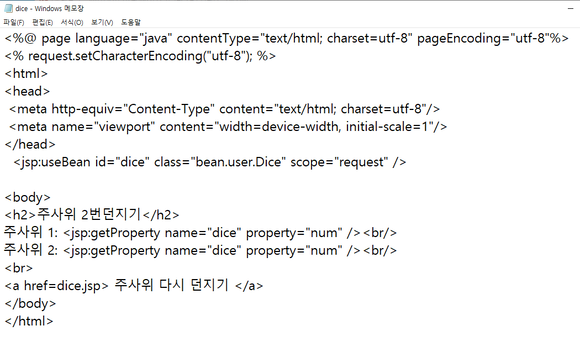 dice - Windows 메모장
파일(F) 편집(E) 서식(O) 보기(V) 도움말
<%@ page language="java" contentType="text/html; charset=utf-8" pageEncoding="utf-8"%>
<% request.setCharacterEncoding("utf-8"); %>
<html>
<head>
<meta http-equiv="Content-Type" content="text/html; charset=utf-8"/>
<meta name="viewport" content="width=device-width, initial-scale=1"/>
</head>
<jsp:useBean id="dice" class="bean.user.Dice" scope="request" />
<body>
<h2>주사위 2번던지기</h2>
주사위 1: <jsp:getProperty name="dice" property="num" /><br/>
주사위 2: <jsp:getProperty name="dice" property="num" /><br/>
<br>
<a href=dice.jsp> 주사위 다시 던지기 </a>
</body>
</html>